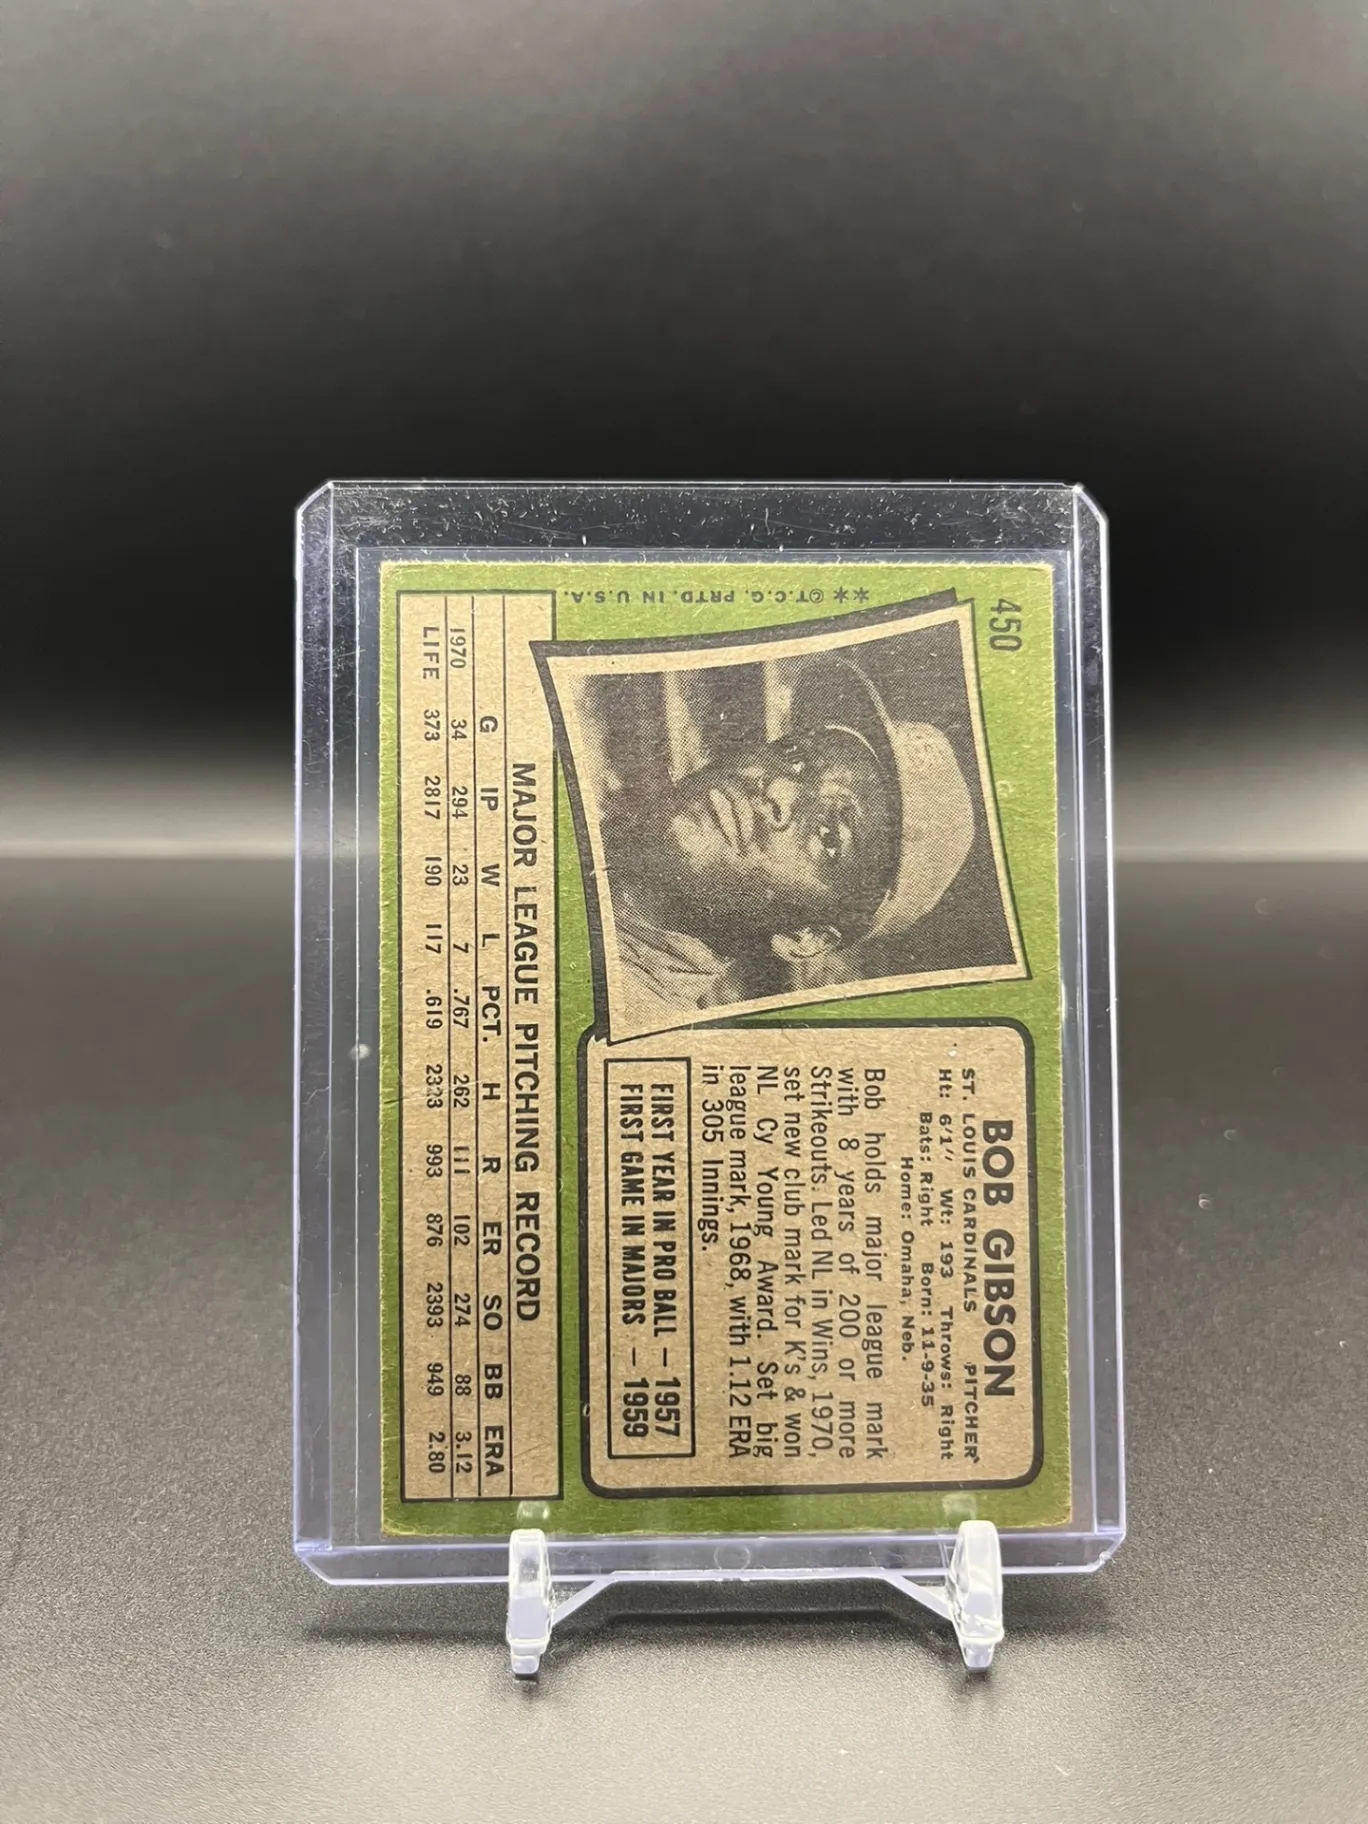 450
** ©T.C.G. PRTD. IN U.S.A.
BOB GIBSON
ST. LOUIS CARDINALS PITCHER
Ht: 6'1" Wt: 193 Throws: Right
Bats: Right Born: 11-9-35
Home: Omaha, Neb.
Bob holds major league mark
with 8 years of 200 or more
Strikeouts. Led NL in Wins, 1970,
set new club mark for K's & won
NL Cy Young Award. Set big
league mark, 1968, with 1.12 ERA
in 305 Innings.
FIRST YEAR IN PRO BALL — 1957
FIRST GAME IN MAJORS — 1959
MAJOR LEAGUE PITCHING RECORD
G IP W L PCT. H R ER SO BB ERA
1970 34 294 23 7 .767 262 111 102 274 88 3.12
LIFE 373 2817 190 117 .619 2323 993 876 2393 949 2.80